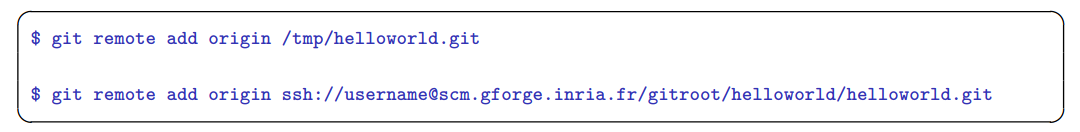 $ git remote add origin /tmp/helloworld.git
$ git remote add origin ssh://username@scm.gforge.inria.fr/gitroot/helloworld/helloworld.git